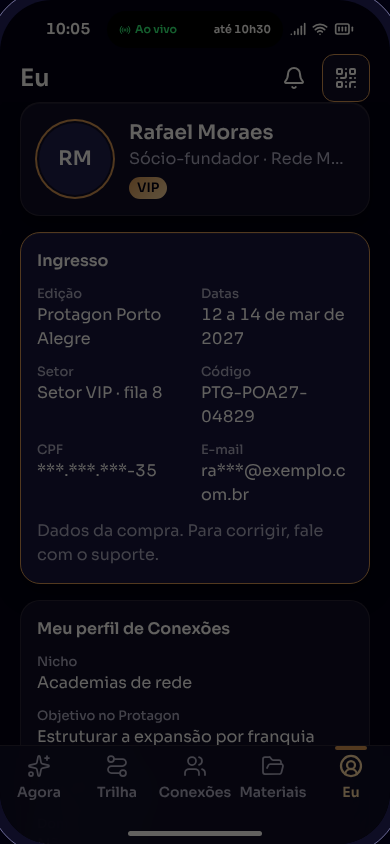 10:05
Ao vivo
até 10h30
Eu
RM
Rafael Moraes
Sócio-fundador · Rede M...
VIP
Ingresso
Edição
Protagon Porto
Alegre
Datas
12 a 14 de mar de
2027
Setor
Setor VIP · fila 8
Código
PTG-POA27-
04829
CPF
***.***.***-35
E-mail
ra***@exemplo.c
om.br
Dados da compra. Para corrigir, fale
com o suporte.
Meu perfil de Conexões
Nicho
Academias de rede
Objetivo no Protagon
Estruturar a expansão por franquia
Agora
Trilha
Conexões
Materiais
Eu